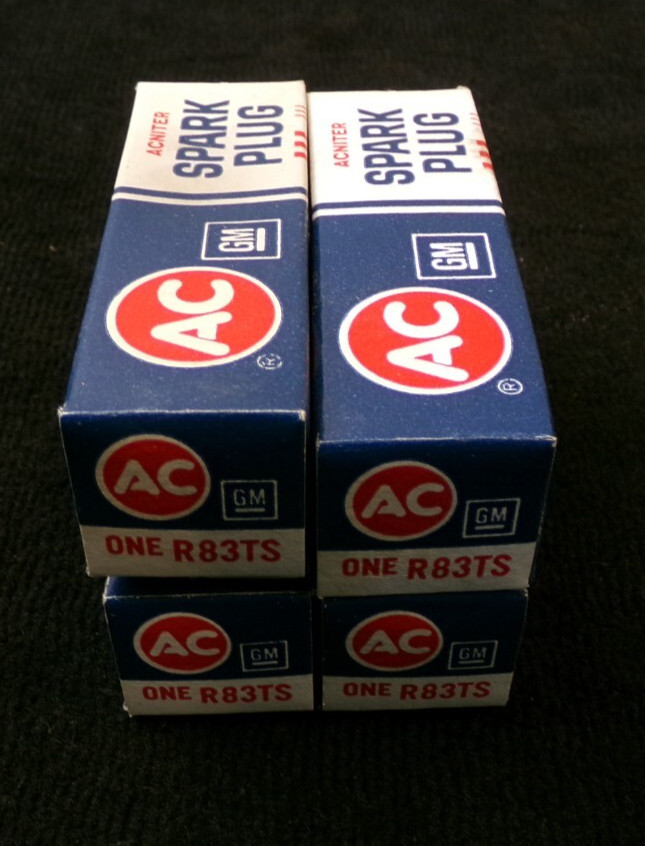 ACNITER
SPARK
PLUG
GM
AC
®
ACNITER
SPARK
PLUG
GM
AC
®
AC
GM
ONE R83TS
AC
GM
ONE R83TS
AC
GM
ONE R83TS
AC
GM
ONE R83TS